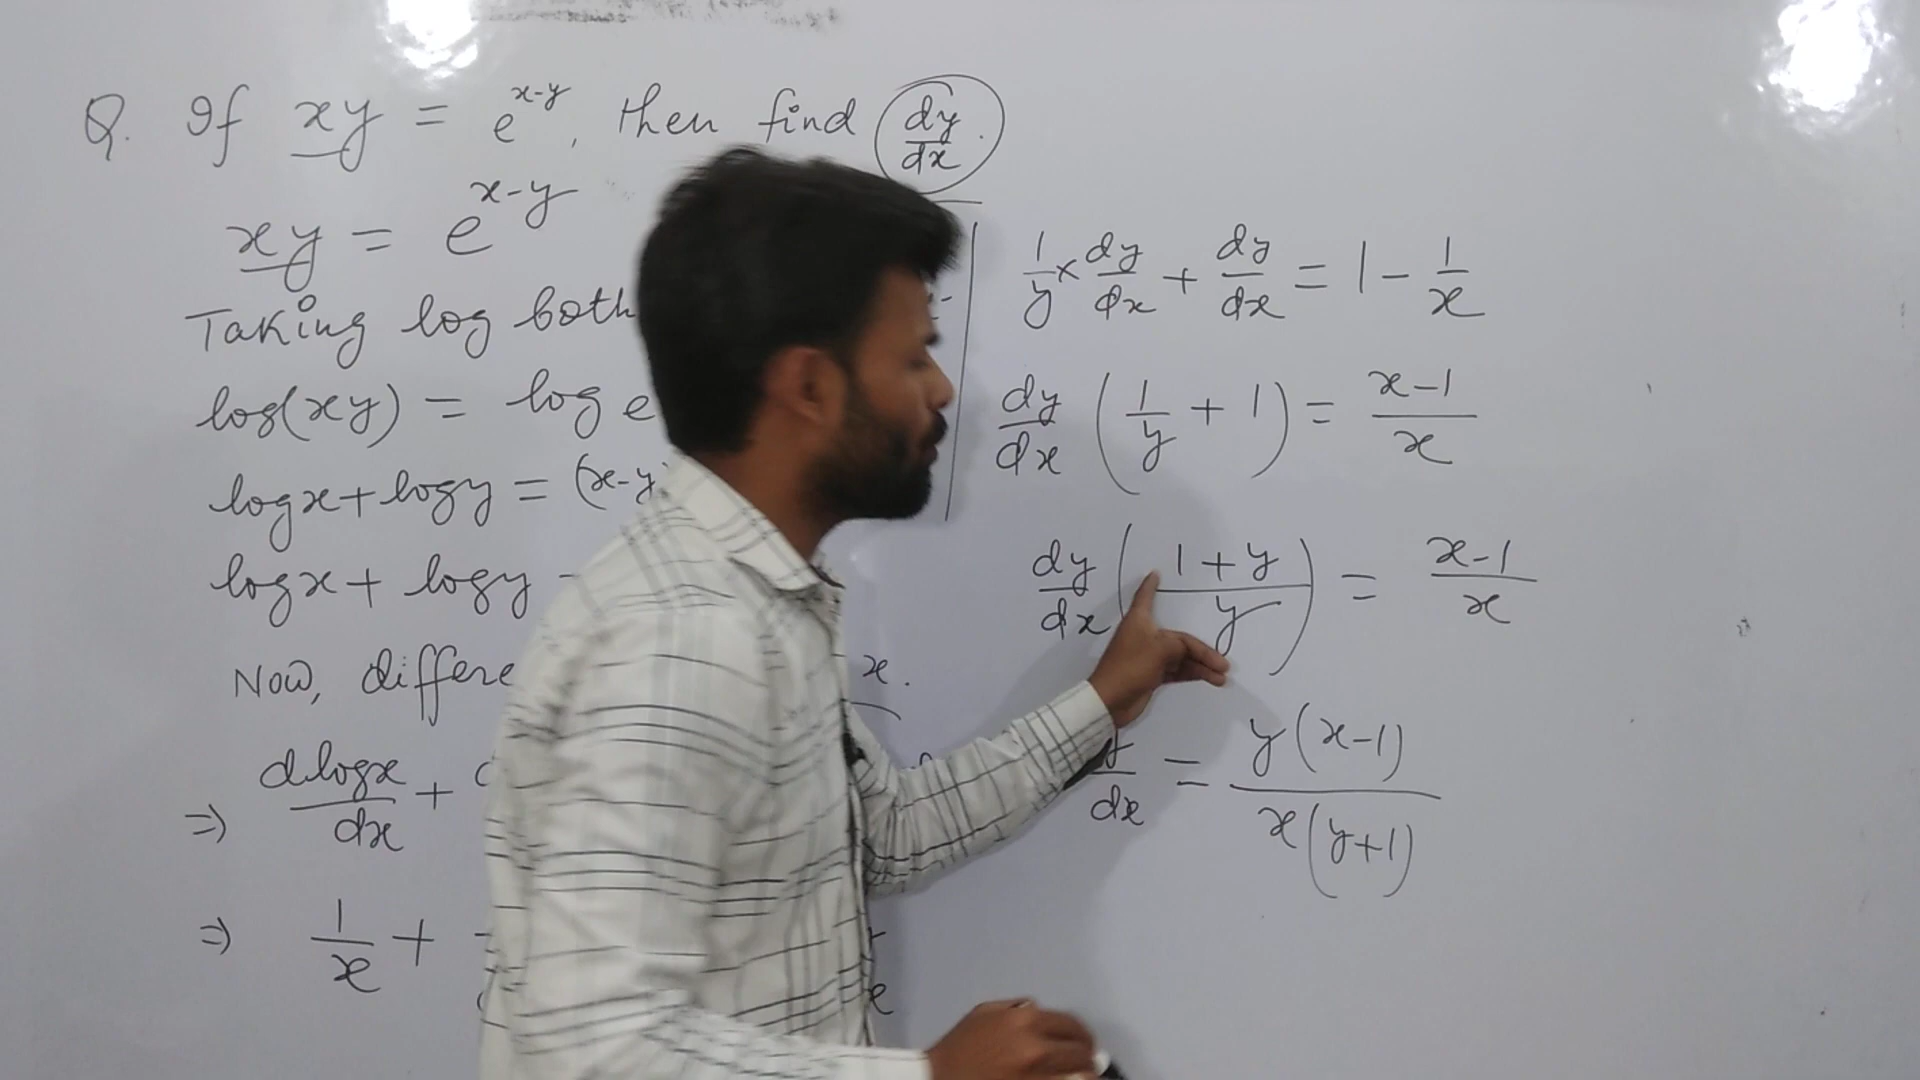 Q. If xy = e^{x-y}, then find dy/dx.
xy = e^{x-y}
Taking log both
log(xy) = log e
logx + logy = (x-y
logx + logy
Now, differe x.
=> dlogx/dx +
=> 1/x +
1/y × dy/dx + dy/dx = 1 - 1/x
dy/dx (1/y + 1) = x-1/x
dy/dx (1+y/y) = x-1/x
dx = y(x-1)/x(y+1)